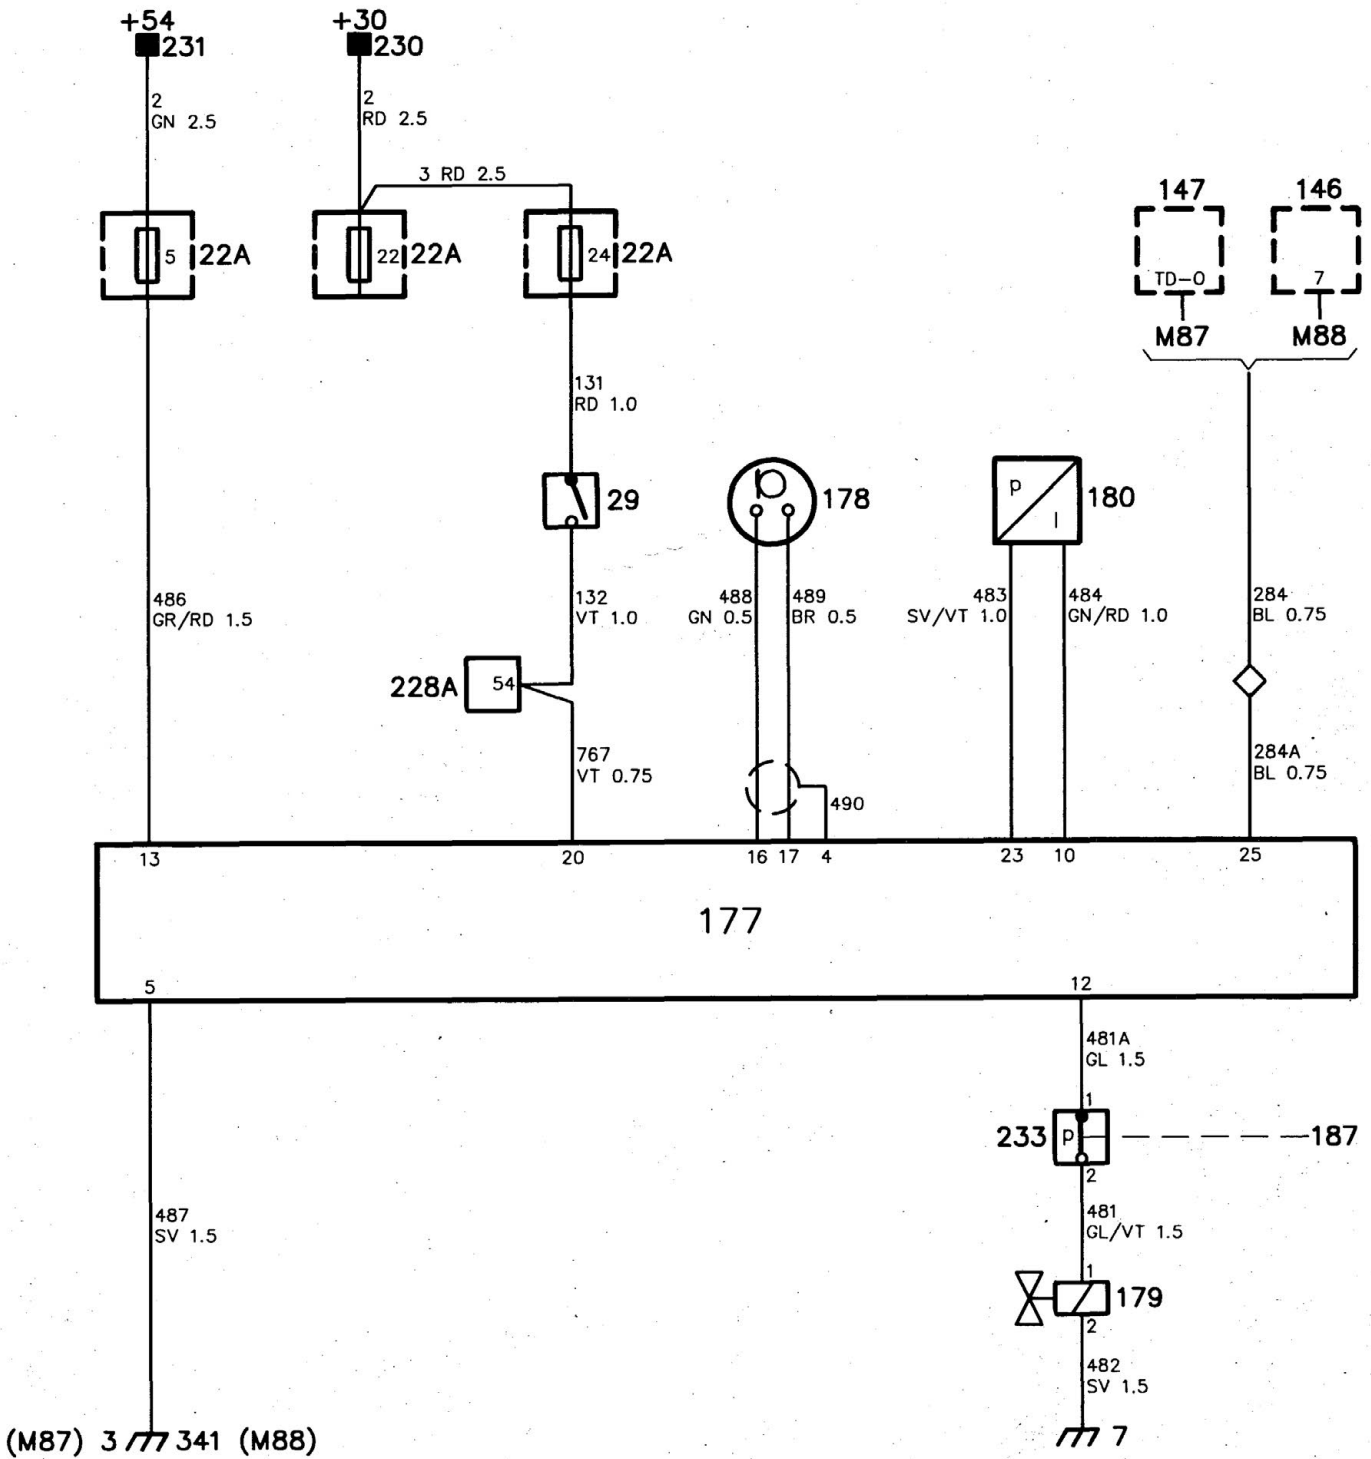 +54
231
+30
230
2
GN 2.5
2
RD 2.5
3 RD 2.5
147
146
5
22A
22
22A
24
22A
TD-0
7
M87
M88
131
RD 1.0
29
178
p
I
180
486
GR/RD 1.5
132
VT 1.0
488
GN 0.5
489
BR 0.5
483
SV/VT 1.0
484
GN/RD 1.0
284
BL 0.75
228A
54
767
VT 0.75
490
284A
BL 0.75
13
20
16
17
4
23
10
25
177
5
12
481A
GL 1.5
1
233
p
187
2
487
SV 1.5
481
GL/VT 1.5
1
179
2
482
SV 1.5
(M87) 3
341 (M88)
7